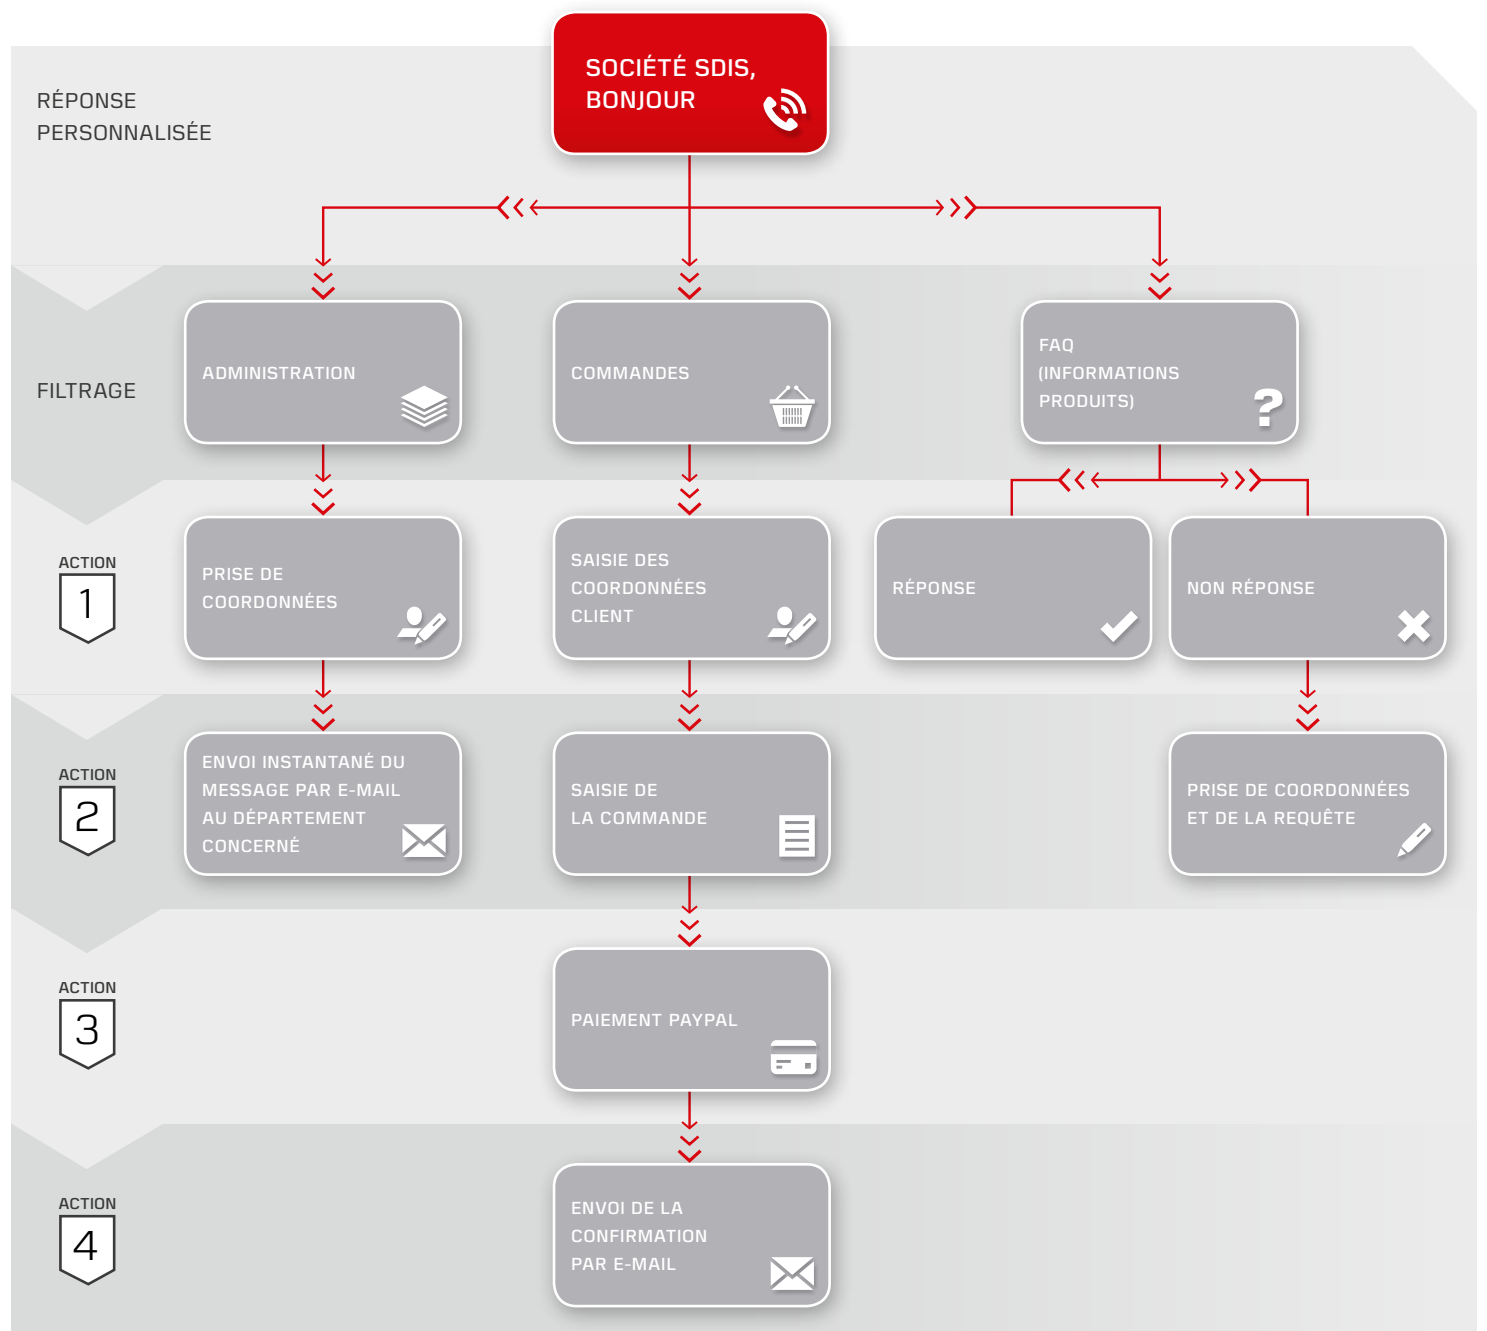 SOCIÉTÉ SDIS,
BONJOUR
RÉPONSE
PERSONNALISÉE
FILTRAGE
ADMINISTRATION
COMMANDES
FAQ
(INFORMATIONS
PRODUITS)
?
ACTION
1
PRISE DE
COORDONNÉES
SAISIE DES
COORDONNÉES
CLIENT
RÉPONSE
NON RÉPONSE
ACTION
2
ENVOI INSTANTANÉ DU
MESSAGE PAR E-MAIL
AU DÉPARTEMENT
CONCERNÉ
SAISIE DE
LA COMMANDE
PRISE DE COORDONNÉES
ET DE LA REQUÊTE
ACTION
3
PAIEMENT PAYPAL
ACTION
4
ENVOI DE LA
CONFIRMATION
PAR E-MAIL